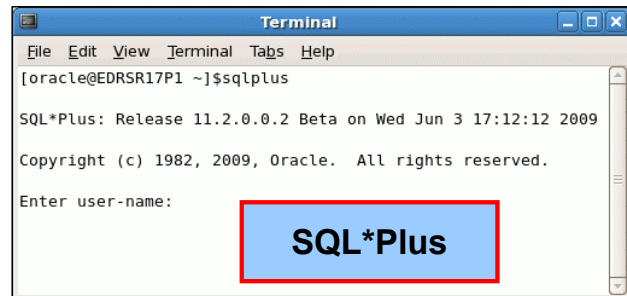 Terminal
File Edit View Terminal Tabs Help
[oracle@EDRSR17P1 ~]$sqlplus
SQL*Plus: Release 11.2.0.0.2 Beta on Wed Jun 3 17:12:12 2009
Copyright (c) 1982, 2009, Oracle.  All rights reserved.
Enter user-name:
SQL*Plus